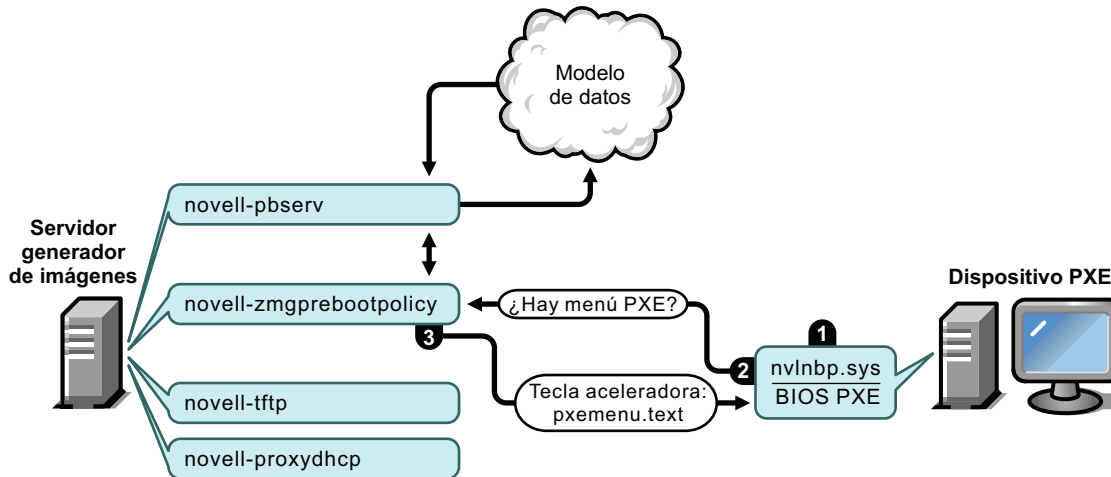 Modelo
de datos
novell-pbserv
Servidor
generador
de imágenes
novell-zmgprebootpolicy
¿Hay menú PXE?
Dispositivo PXE
3
1
2
nvlnbp.sys
BIOS PXE
Tecla aceleradora:
pxemenu.text
novell-tftp
novell-proxydhcp